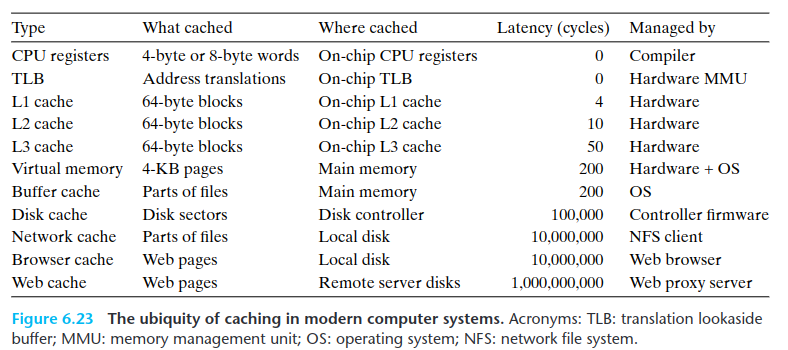 Type What cached Where cached Latency (cycles) Managed by
CPU registers 4-byte or 8-byte words On-chip CPU registers 0 Compiler
TLB Address translations On-chip TLB 0 Hardware MMU
L1 cache 64-byte blocks On-chip L1 cache 4 Hardware
L2 cache 64-byte blocks On-chip L2 cache 10 Hardware
L3 cache 64-byte blocks On-chip L3 cache 50 Hardware
Virtual memory 4-KB pages Main memory 200 Hardware + OS
Buffer cache Parts of files Main memory 200 OS
Disk cache Disk sectors Disk controller 100,000 Controller firmware
Network cache Parts of files Local disk 10,000,000 NFS client
Browser cache Web pages Local disk 10,000,000 Web browser
Web cache Web pages Remote server disks 1,000,000,000 Web proxy server
Figure 6.23 The ubiquity of caching in modern computer systems. Acronyms: TLB: translation lookaside
buffer; MMU: memory management unit; OS: operating system; NFS: network file system.